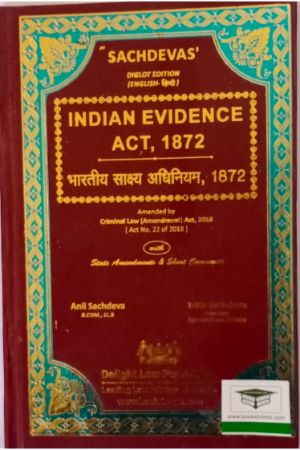 "SACHDEVAS'
DIGLOT EDITION
(ENGLISH-हिन्दी)
INDIAN EVIDENCE
ACT, 1872
भारतीय साक्ष्य अधिनियम, 1872
Amended by
Criminal Law (Amendment) Act, 2018
[ Act No. 22 of 2018 ]
with
State Amendments & Short Comments
Anil Sachdeva
B.COM., LL.B
Delight Law
www.bookstreets.com